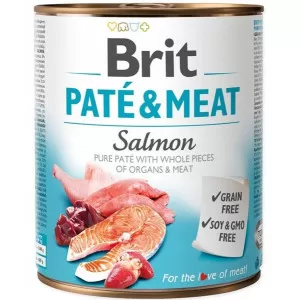 Brit
PATÉ & MEAT
Salmon
PURE PATÉ WITH WHOLE PIECES
OF ORGANS & MEAT
GRAIN
FREE
SOY & GMO
FREE
For the love of meat!